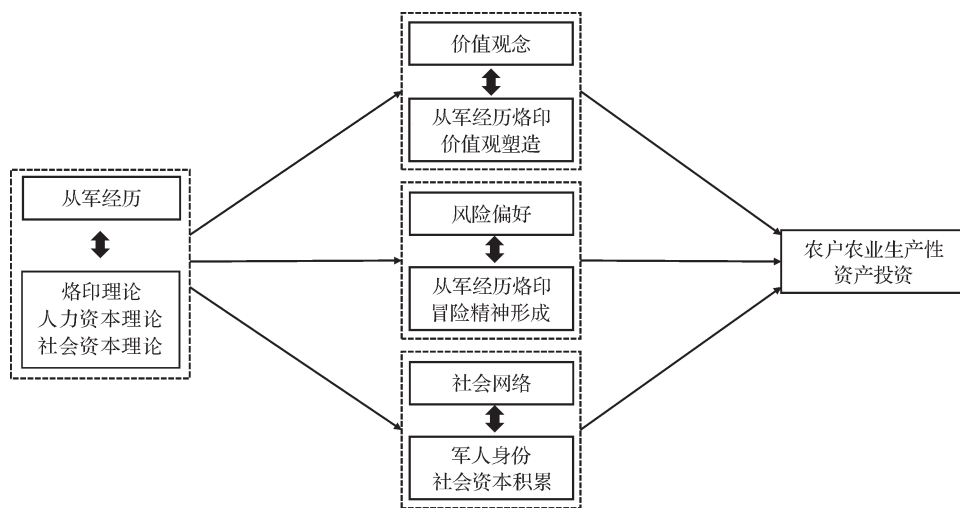 从军经历
烙印理论
人力资本理论
社会资本理论
价值观念
从军经历烙印
价值观塑造
风险偏好
从军经历烙印
冒险精神形成
社会网络
军人身份
社会资本积累
农户农业生产性
资产投资